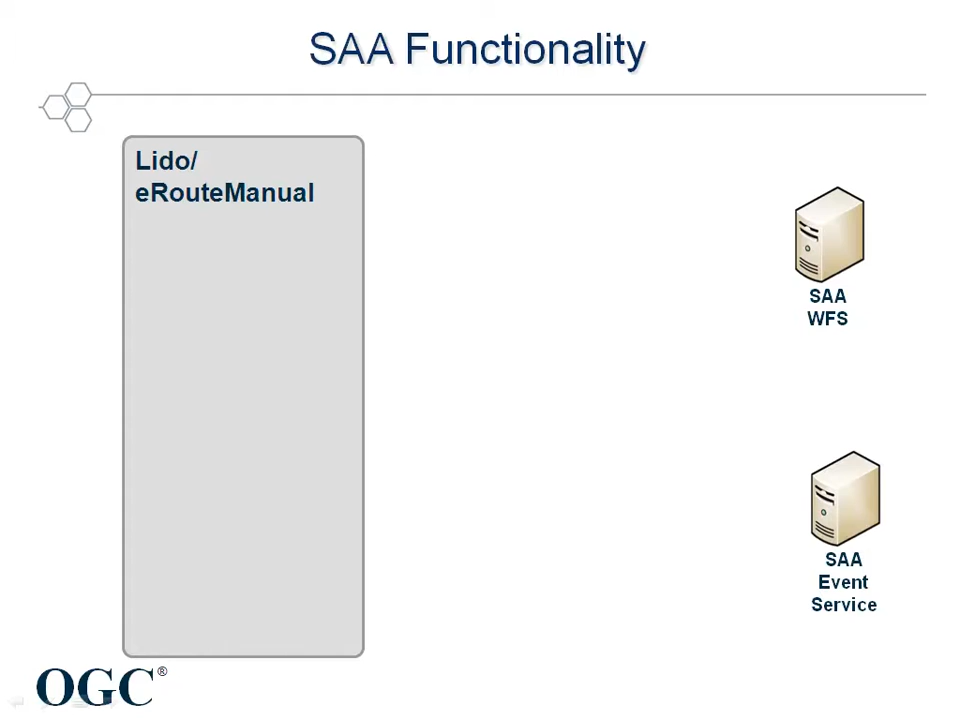 SAA Functionality
Lido/
eRouteManual
SAA
WFS
SAA
Event
Service
OGC®